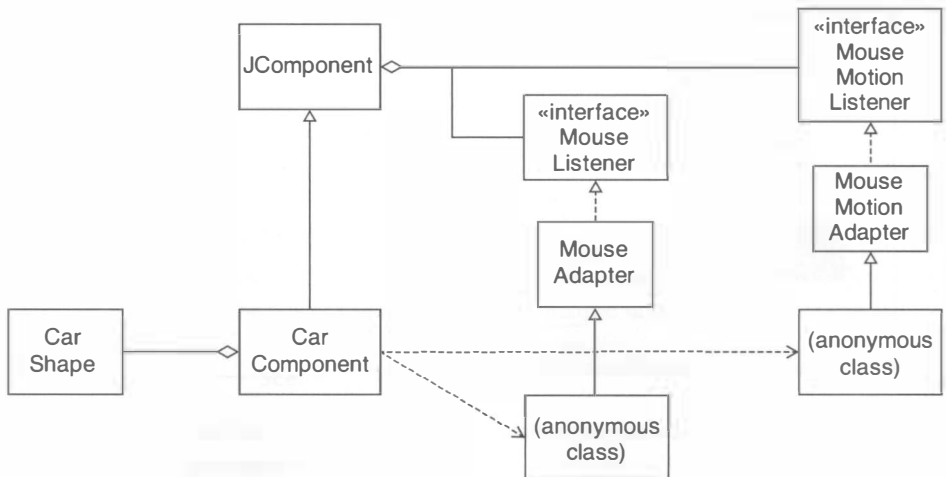 JComponent
«interface»
Mouse
Motion
Listener
«interface»
Mouse
Listener
Mouse
Motion
Adapter
Mouse
Adapter
Car
Shape
Car
Component
(anonymous
class)
(anonymous
class)